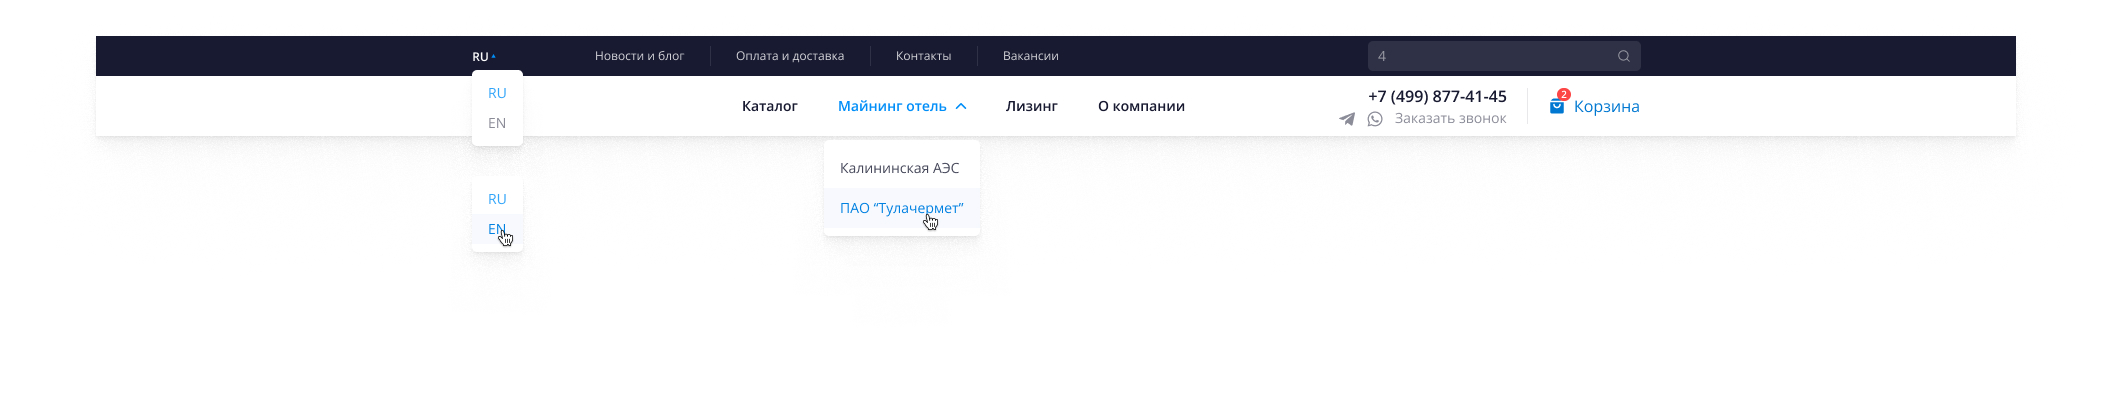 RU
Новости и блог
Оплата и доставка
Контакты
Вакансии
4
RU
EN
Каталог
Майнинг отель
Лизинг
О компании
+7 (499) 877-41-45
Заказать звонок
2
Корзина
Калининская АЭС
ПАО “Тулачермет”
RU
EN